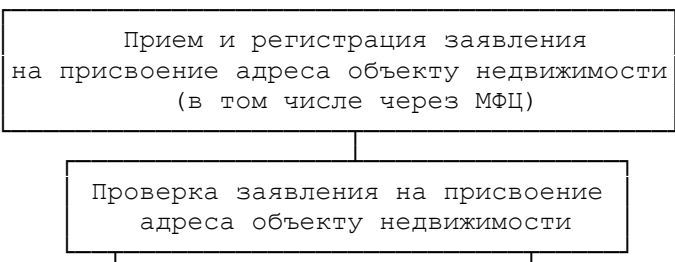 Прием и регистрация заявления
на присвоение адреса объекту недвижимости
(в том числе через МФЦ)
Проверка заявления на присвоение
адреса объекту недвижимости